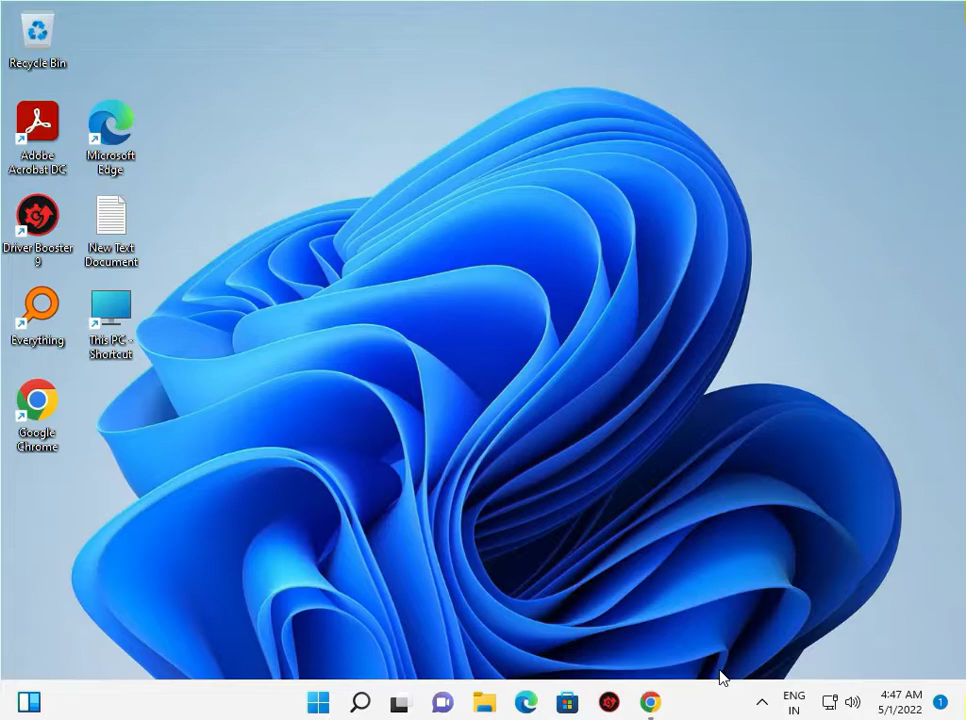 Recycle Bin
Adobe
Acrobat DC
Microsoft
Edge
Driver Booster
9
New Text
Document
Everything
This PC -
Shortcut
Google
Chrome
ENG
IN
4:47 AM
5/1/2022
1